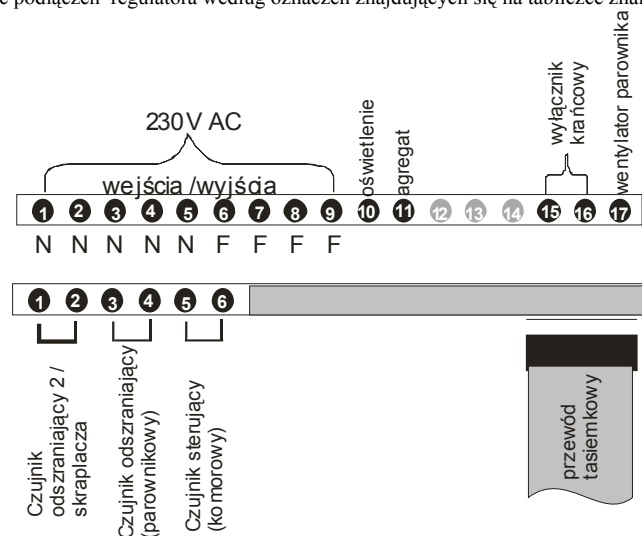 podłączeń regulatora według oznaczeń znajdujących się na tabliczce
230V AC
wejścia /wyjścia
oświetlenie
agregat
wyłącznik
krańcowy
wentylator parownika
1 2 3 4 5 6 7 8 9 10 11 12 13 14 15 16 17
N N N N N F F F F
1 2 3 4 5 6
Czujnik
odszraniający 2 /
skraplacza
Czujnik odszraniający
(parownikowy)
Czujnik sterujący
(komorowy)
przewód
tasiemkowy